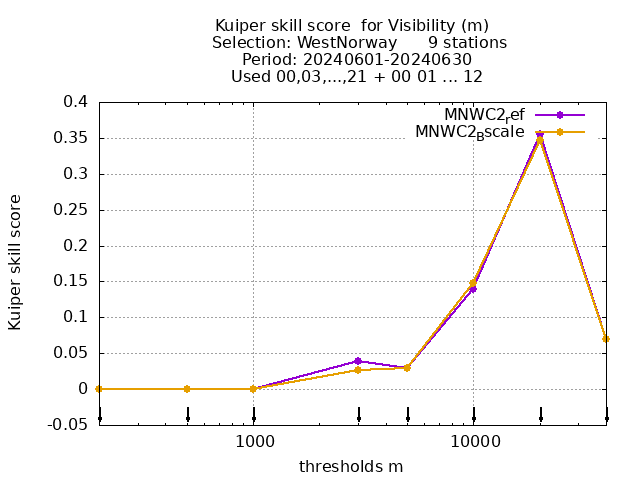 Kuiper skill score  for Visibility (m)
Selection: WestNorway      9 stations
Period: 20240601-20240630
Used 00,03,...,21 + 00 01 ... 12
MNWC2_ref
MNWC2_Bscale
0.4
0.35
0.3
0.25
0.2
0.15
0.1
0.05
0
-0.05
Kuiper skill score
1000
10000
thresholds m